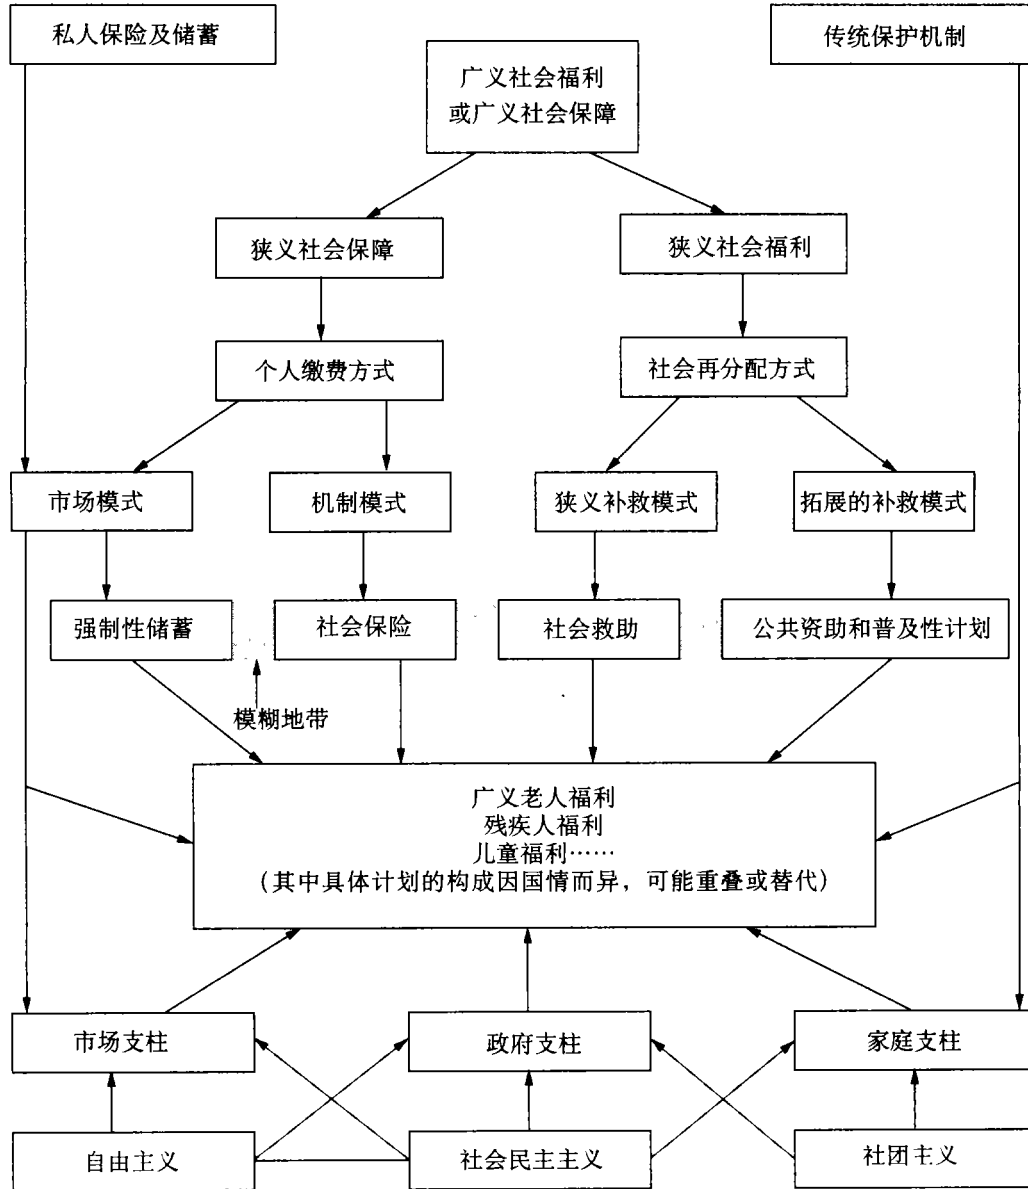 私人保险及储蓄
传统保护机制
广义社会福利
或广义社会保障
狭义社会保障
狭义社会福利
个人缴费方式
社会再分配方式
市场模式
机制模式
狭义补救模式
拓展的补救模式
强制性储蓄
社会保险
社会救助
公共资助和普及性计划
模糊地带
广义老人福利
残疾人福利
儿童福利……
(其中具体计划的构成因国情而异,可能重叠或替代)
市场支柱
政府支柱
家庭支柱
自由主义
社会民主主义
社团主义